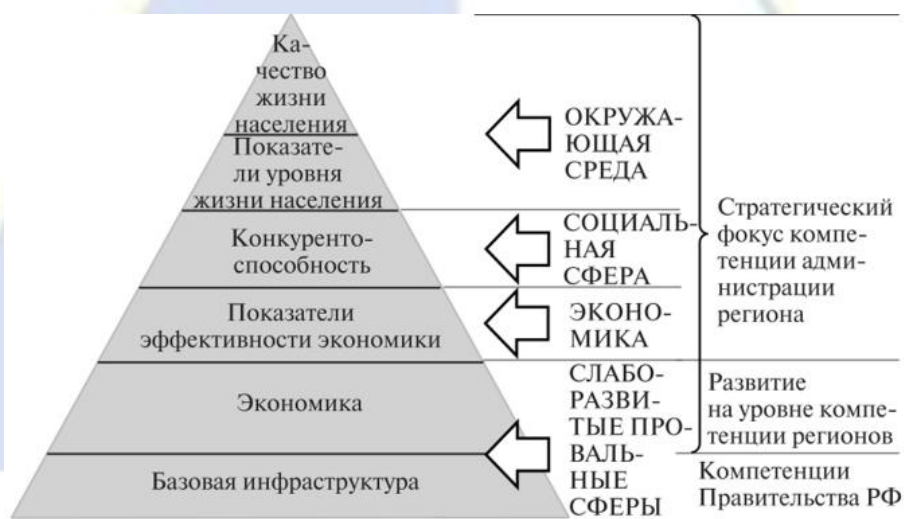 Ка-
чество
жизни
населения
Показате-
ли уровня
жизни населения
Конкуренто-
способность
Показатели
эффективности экономики
Экономика
Базовая инфраструктура
ОКРУЖА-
ЮЩАЯ
СРЕДА
СОЦИАЛЬ-
НАЯ
СФЕРА
ЭКОНО-
МИКА
СЛАБО-
РАЗВИ-
ТЫЕ ПРО-
ВАЛЬ-
НЫЕ
СФЕРЫ
Стратегический
фокус компе-
тенции адми-
нистрации
региона
Развитие
на уровне компе-
тенции регионов
Компетенции
Правительства РФ